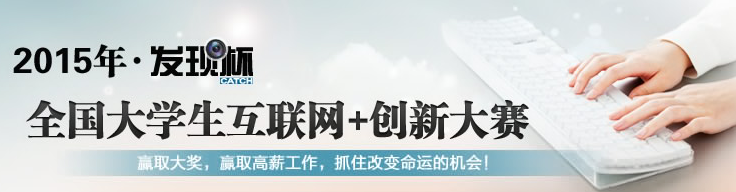 2015年·发现杯
CATCH
全国大学生互联网+创新大赛
赢取大奖，赢取高薪工作，抓住改变命运的机会！